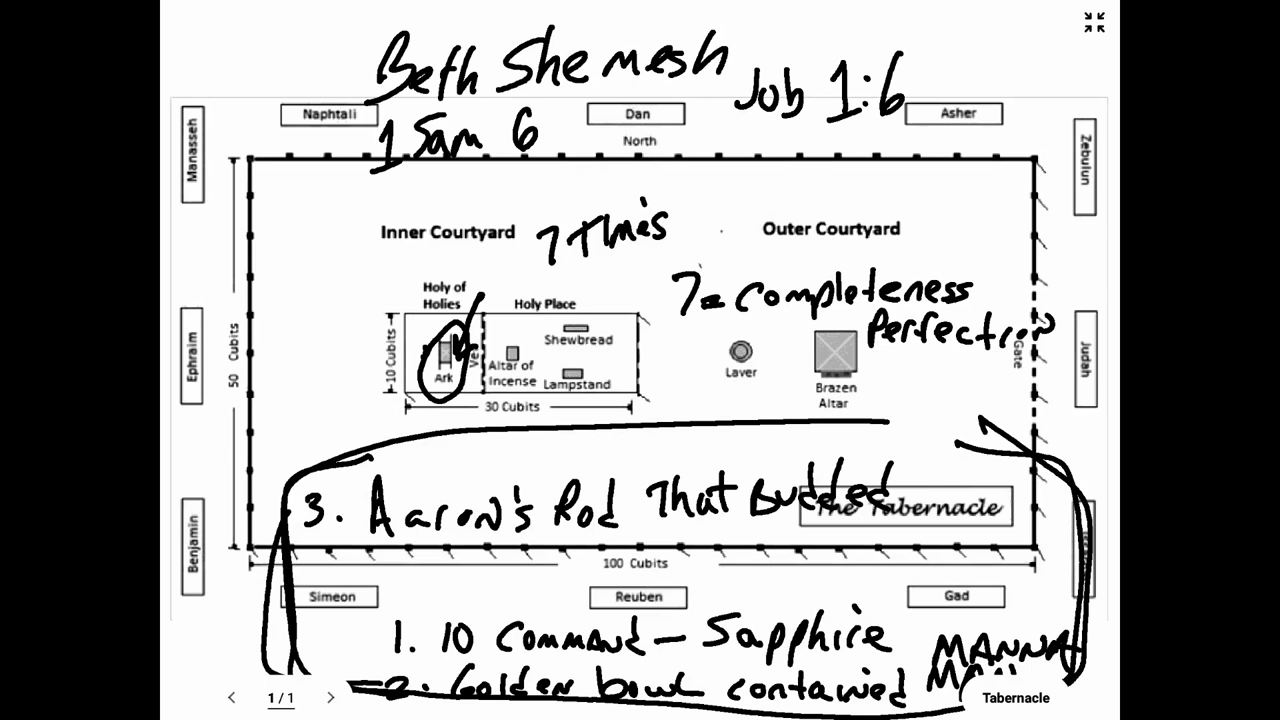 Beth Shemesh
Job 1:6
1 Sam 6
Naphtali
Dan
Asher
North
Manasseh
Zebulun
Inner Courtyard
7 times
Outer Courtyard
7 = completeness
Perfection
Holy of
Holies
Holy Place
50 Cubits
10 Cubits
Ark
Shewbread
Altar of
Incense
Lampstand
30 Cubits
Laver
Brazen
Altar
Gate
Ephraim
Judah
3. Aaron's Rod That Budded
The Tabernacle
Benjamin
100 Cubits
Simeon
Reuben
Gad
1. 10 Command - Sapphire
MANNA
2. Golden bowl contained
1/1
Tabernacle